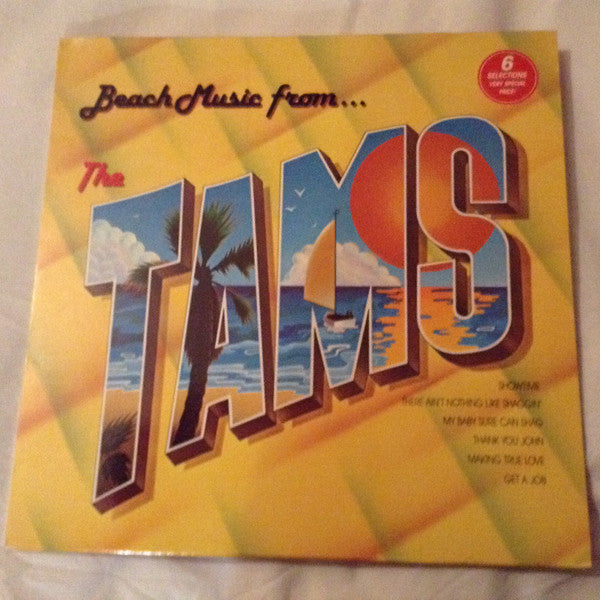 Beach Music from...
6
SELECTIONS
VERY SPECIAL
PRICE!
The
TAMS
SHOWTIME
THERE AIN'T NOTHING LIKE SHAGGIN'
MY BABY SURE CAN SHAG
THANK YOU JOHN
MAKING TRUE LOVE
GET A JOB